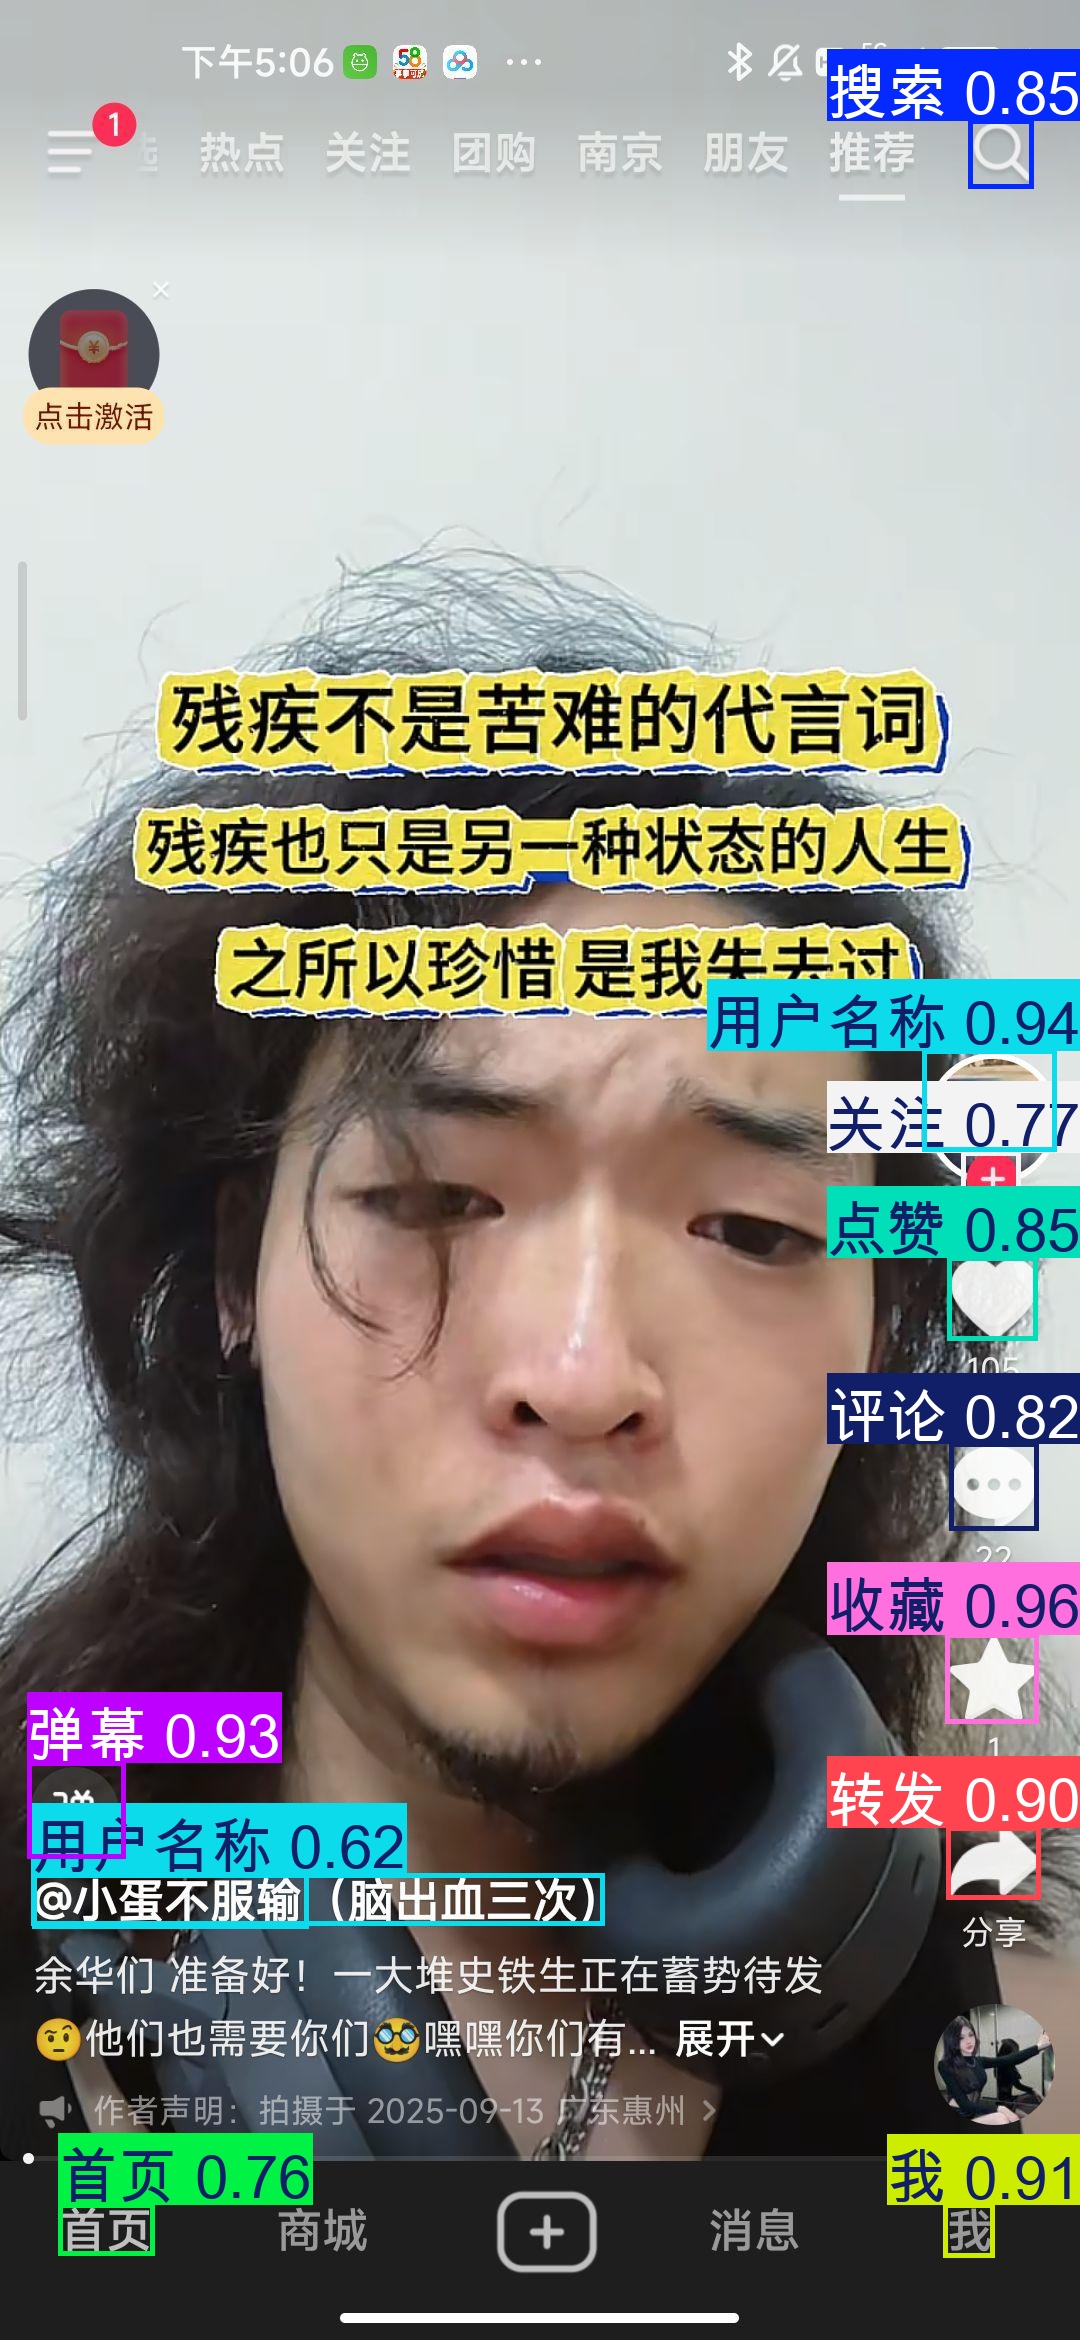 下午5:06
搜索 0.85
1
热点 关注 团购 南京 朋友 推荐
点击激活
残疾不是苦难的代言词
残疾也只是另一种状态的人生
之所以珍惜 是我失去过
用户名称 0.94
关注 0.77
点赞 0.85
105
评论 0.82
22
收藏 0.96
1
弹幕 0.93
转发 0.90
用户名称 0.62
@小蛋不服输（脑出血三次）
分享
余华们 准备好！一大堆史铁生正在蓄势待发
🤨他们也需要你们🥸嘿嘿你们有... 展开
作者声明：拍摄于 2025-09-13 广东惠州 >
首页 0.76
我 0.91
首页 商城 消息 我